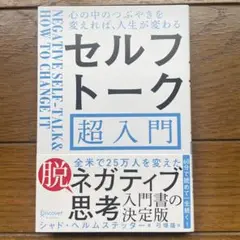 心の中のつぶやきを
変えれば、人生が変わる
NEGATIVE SELF-TALK &
HOW TO CHANGE IT
セルフ
トーク
超入門
全米で25万人を変えた
脱ネガティブ
思考
入門書の
決定版
シャド・ヘルムステッター 著
Discover